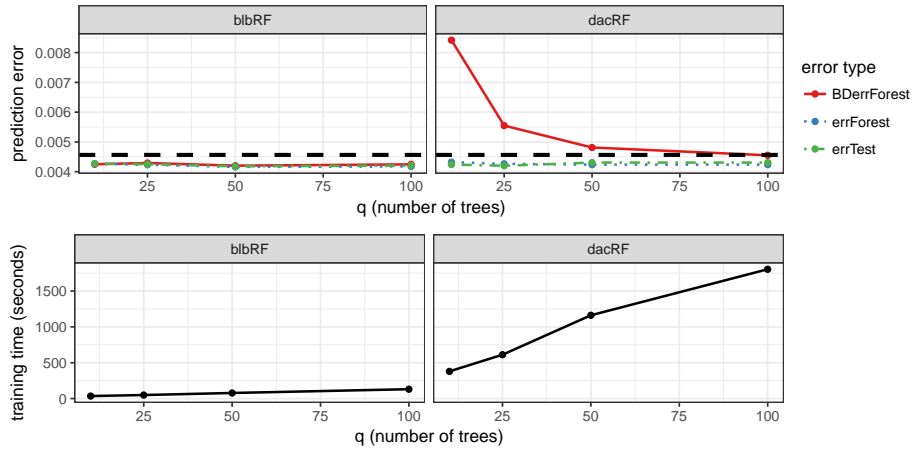 blbRF
dacRF
prediction error
0.008
0.007
0.006
0.005
0.004
25
50
75
100
25
50
75
100
q (number of trees)
error type
BDerrForest
errForest
errTest
blbRF
dacRF
training time (seconds)
1500
1000
500
0
25
50
75
100
25
50
75
100
q (number of trees)